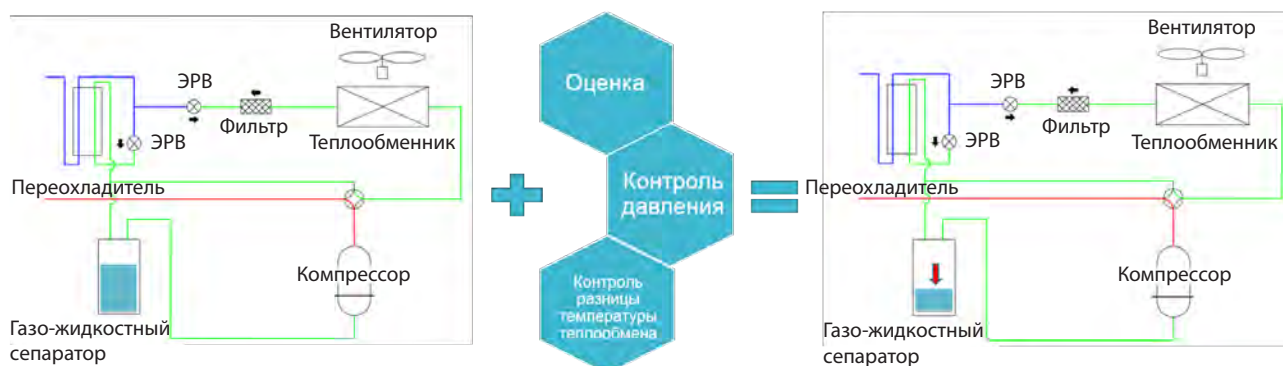 Вентилятор
ЭРВ
Фильтр
ЭРВ
Теплообменник
Переохладитель
Компрессор
Газо-жидкостный
сепаратор
Оценка
Контроль
давления
Контроль
разницы
температуры
теплообмена
Вентилятор
ЭРВ
Фильтр
ЭРВ
Теплообменник
Переохладитель
Компрессор
Газо-жидкостный
сепаратор